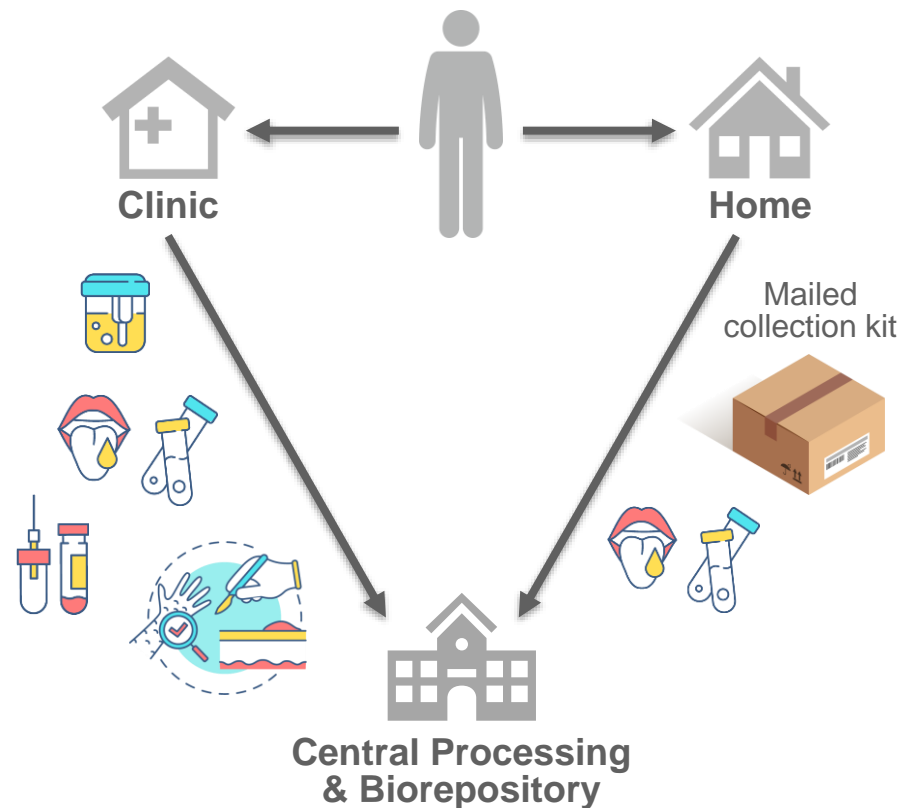 Clinic
Home
Mailed
collection kit
Central Processing
& Biorepository